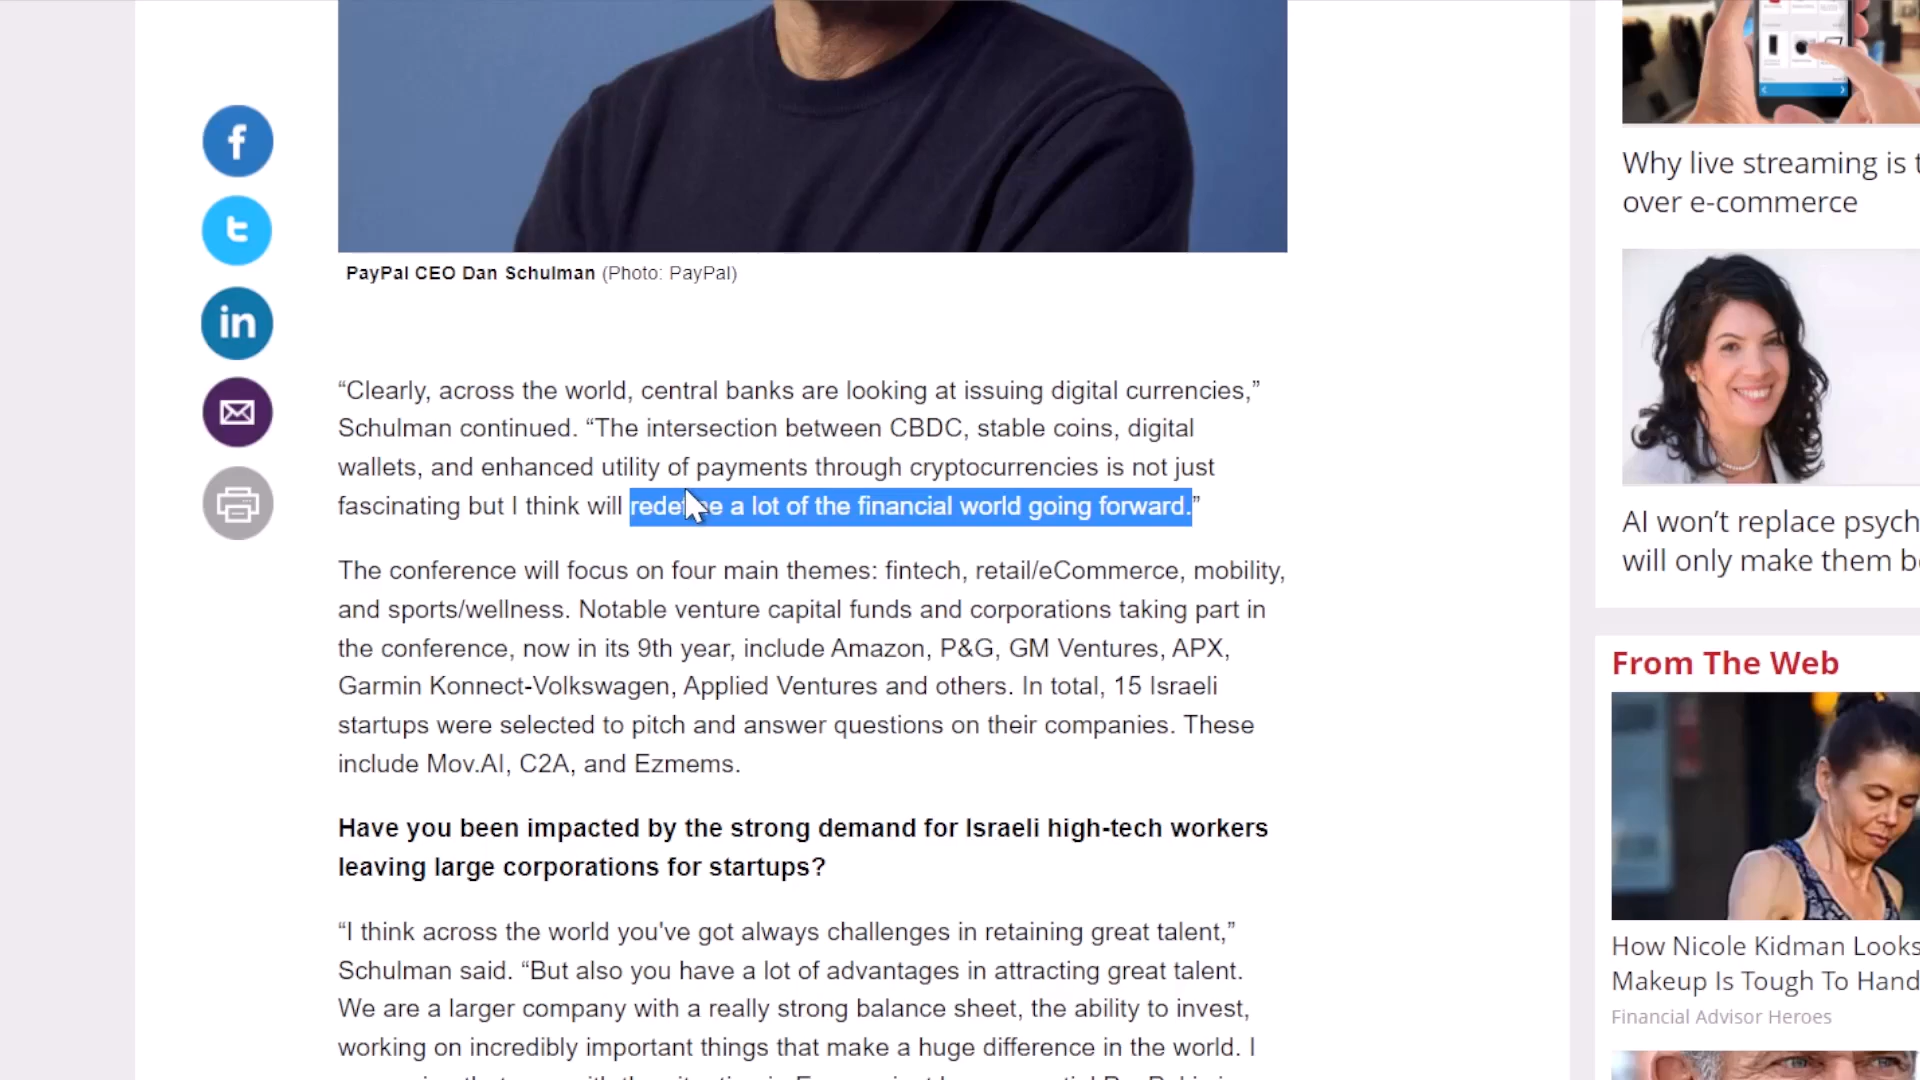 PayPal CEO Dan Schulman (Photo: PayPal)
“Clearly, across the world, central banks are looking at issuing digital currencies,”
Schulman continued. “The intersection between CBDC, stable coins, digital
wallets, and enhanced utility of payments through cryptocurrencies is not just
fascinating but I think will redefine a lot of the financial world going forward.”
The conference will focus on four main themes: fintech, retail/eCommerce, mobility,
and sports/wellness. Notable venture capital funds and corporations taking part in
the conference, now in its 9th year, include Amazon, P&G, GM Ventures, APX,
Garmin Konnect-Volkswagen, Applied Ventures and others. In total, 15 Israeli
startups were selected to pitch and answer questions on their companies. These
include Mov.AI, C2A, and Ezmems.
Have you been impacted by the strong demand for Israeli high-tech workers
leaving large corporations for startups?
“I think across the world you've got always challenges in retaining great talent,”
Schulman said. “But also you have a lot of advantages in attracting great talent.
We are a larger company with a really strong balance sheet, the ability to invest,
working on incredibly important things that make a huge difference in the world. I
Why live streaming is
over e-commerce
AI won’t replace
will only make them
From The Web
How Nicole Kidman Looks
Makeup Is Tough To
Financial Advisor Heroes